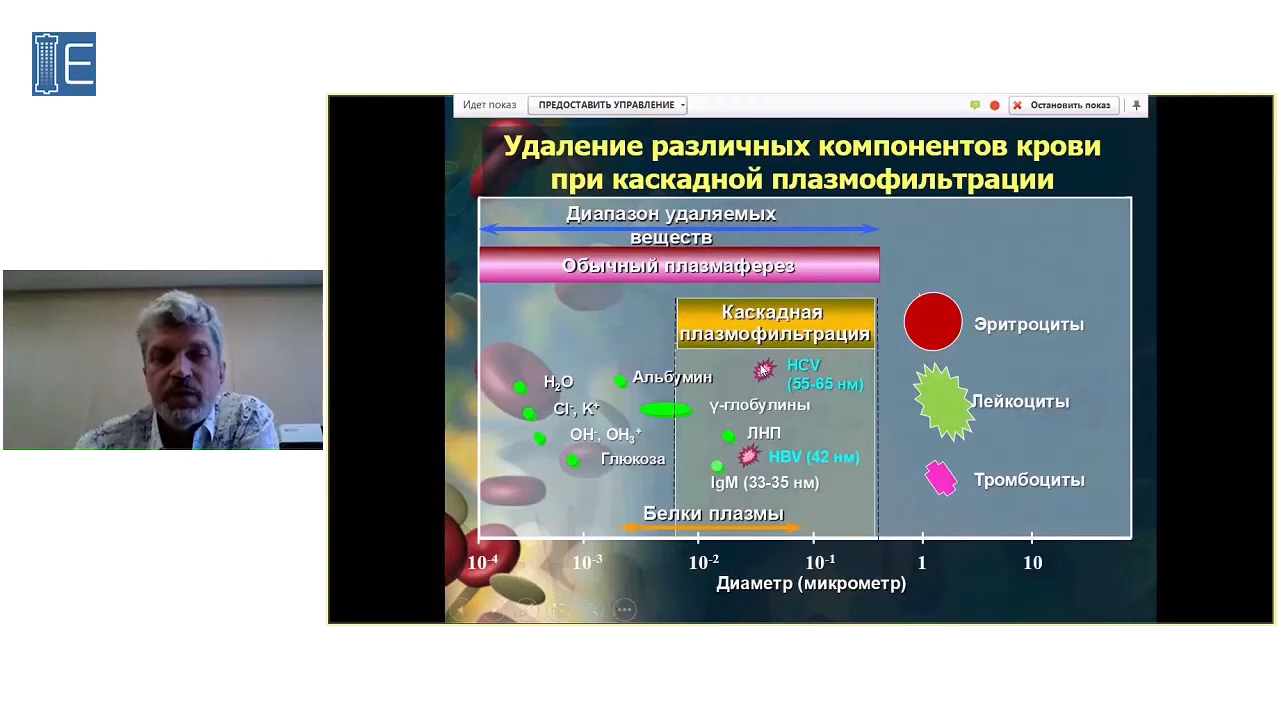 IE
Идет показ
ПРЕДОСТАВИТЬ УПРАВЛЕНИЕ
Остановить показ
Удаление различных компонентов крови
при каскадной плазмофильтрации
Диапазон удаляемых
веществ
Обычный плазмаферез
Каскадная
плазмофильтрация
Эритроциты
HCV
(55-65 нм)
H₂O
Альбумин
Cl⁻, K⁺
γ-глобулины
Лейкоциты
OH⁻, OH₃⁺
ЛНП
Глюкоза
HBV (42 нм)
IgM (33-35 nм)
Тромбоциты
Белки плазмы
10⁻⁴ 10⁻³ 10⁻² 10⁻¹ 1 10
Диаметр (микрометр)